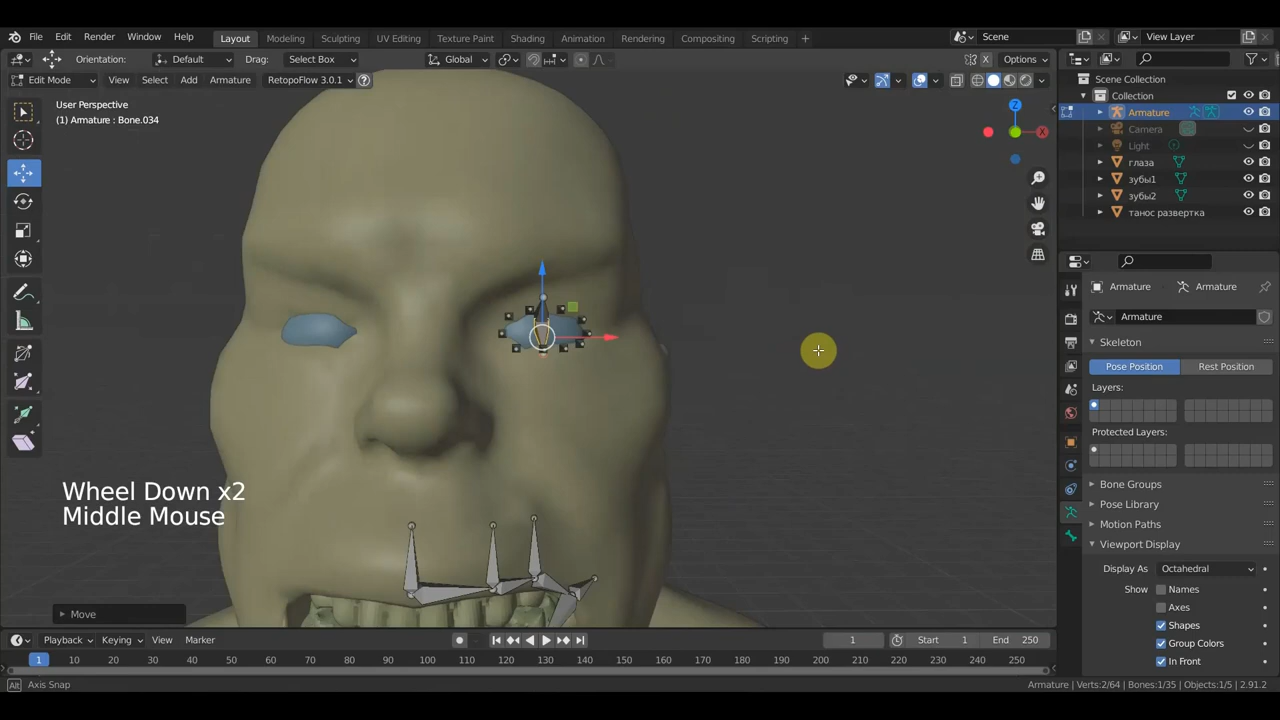 File Edit Render Window Help Layout Modeling Sculpting UV Editing Texture Paint Shading Animation Rendering Compositing Scripting + Scene View Layer
Orientation: Default Drag: Select Box Global Options
Edit Mode View Select Add Armature RetopoFlow 3.0.1 ? Scene Collection
Collection
User Perspective
(1) Armature : Bone.034
Armature
Camera
Light
глаза
зубы1
зубы2
танос развертка
Z
X
Armature Armature
Armature
Skeleton
Pose Position Rest Position
Layers:
Protected Layers:
Bone Groups
Pose Library
Motion Paths
Viewport Display
Display As Octahedral
Show Names
Axes
Shapes
Group Colors
In Front
Wheel Down x2
Middle Mouse
Move
Playback Keying View Marker 1 Start 1 End 250
1 10 20 30 40 50 60 70 80 90 100 110 120 130 140 150 160 170 180 190 200 210 220 230 240 250
Alt Axis Snap Armature | Verts:2/64 | Bones:1/35 | Objects:1/5 | 2.91.2